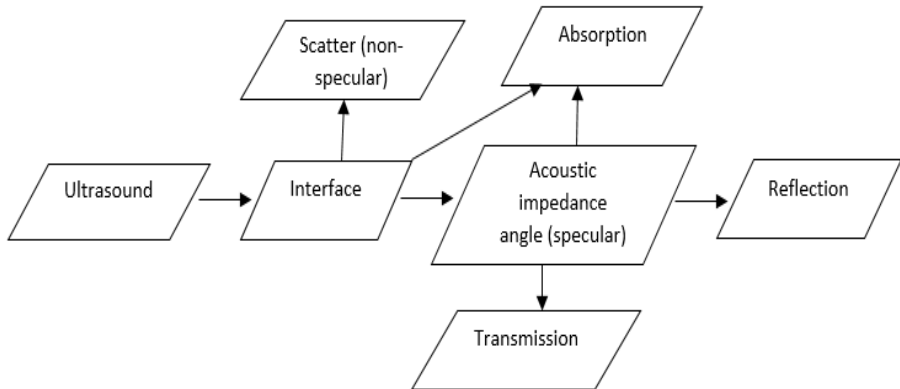 Scatter (non-
specular)
Absorption
Ultrasound
Interface
Acoustic
impedance
angle (specular)
Reflection
Transmission